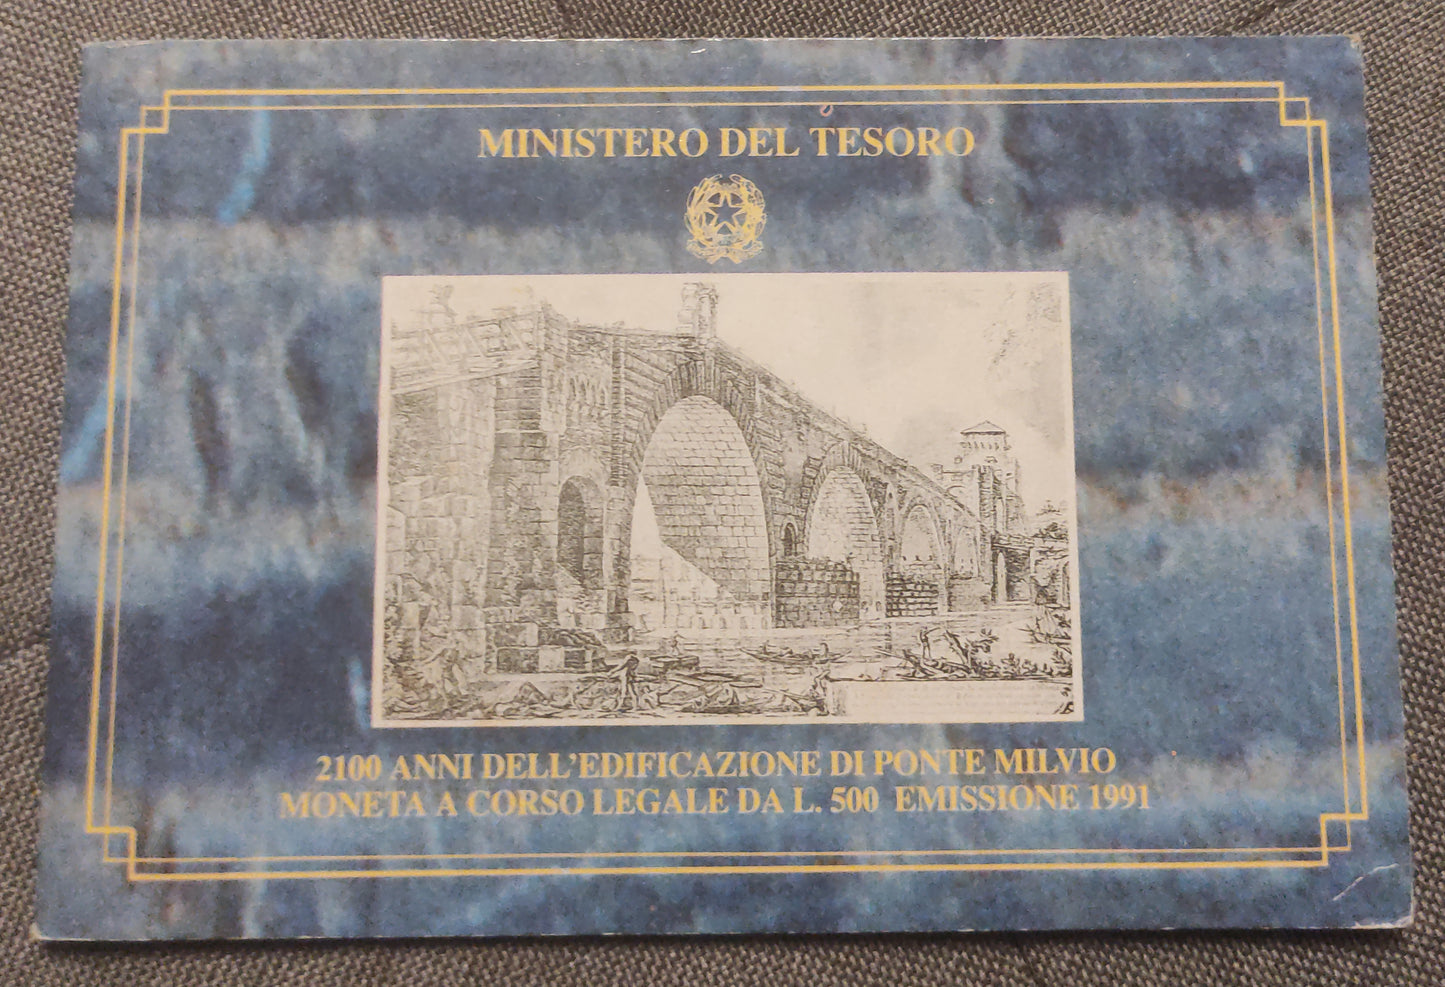 MINISTERO DEL TESORO
2100 ANNI DELL'EDIFICAZIONE DI PONTE MILVIO
MONETA A CORSO LEGALE DA L. 500 EMISSIONE 1991